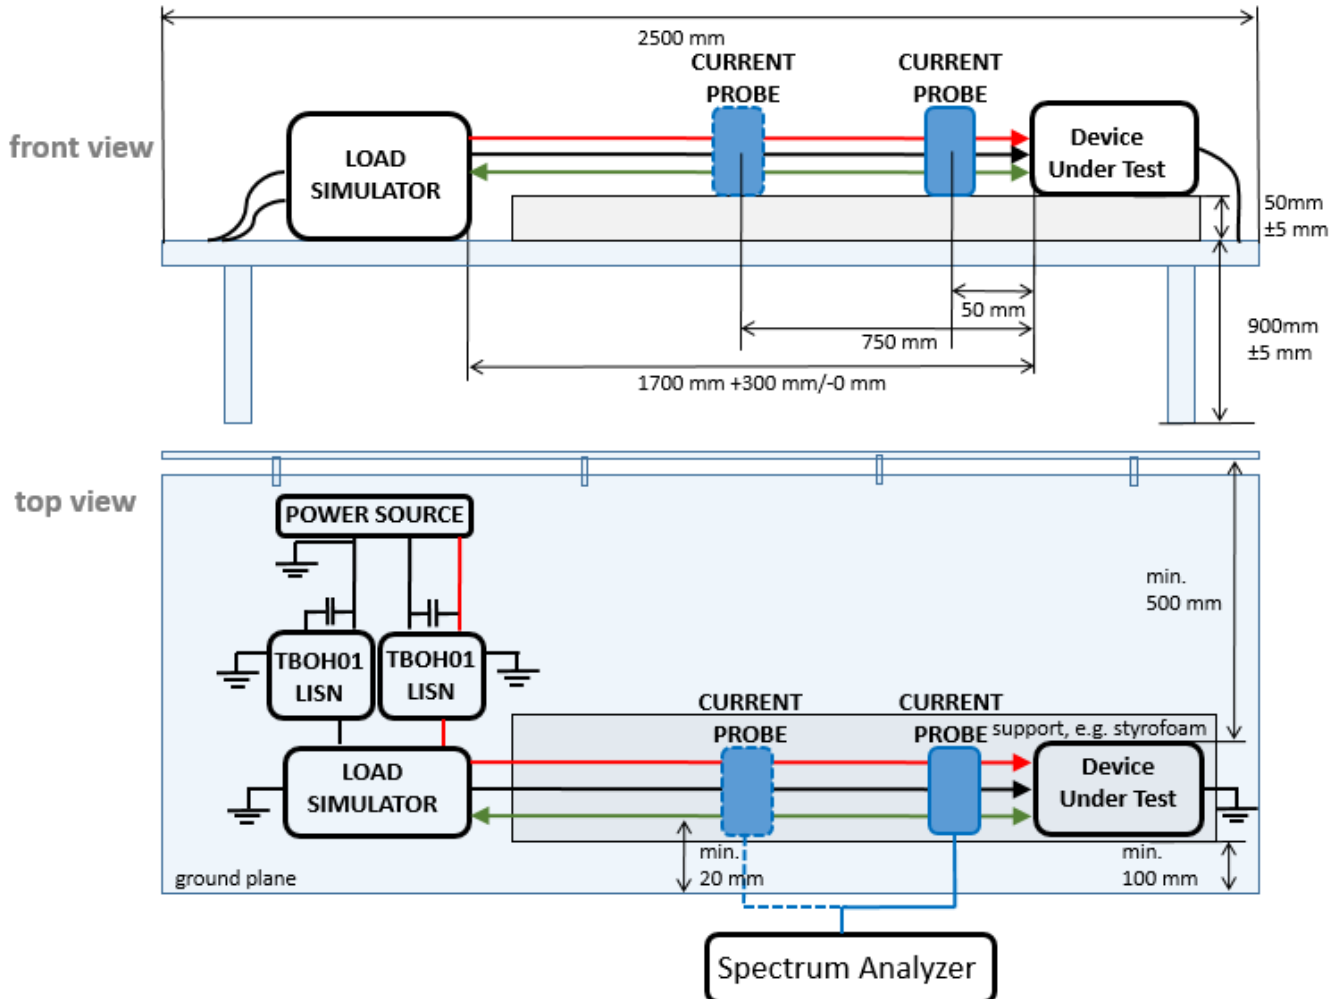 2500 mm
CURRENT
PROBE
CURRENT
PROBE
front view
LOAD
SIMULATOR
Device
Under Test
50mm
±5 mm
50 mm
750 mm
900mm
±5 mm
1700 mm +300 mm/-0 mm
top view
POWER SOURCE
min.
500 mm
TBOH01
LISN
TBOH01
LISN
CURRENT
PROBE
CURRENT
PROBE
support, e.g. styrofoam
LOAD
SIMULATOR
Device
Under Test
min.
20 mm
min.
100 mm
ground plane
Spectrum Analyzer